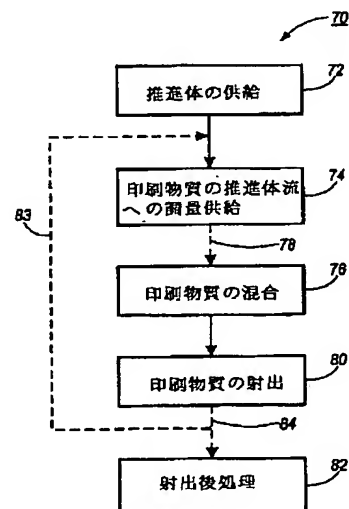 70
推進体の供給
72
印刷物質の推進体流
への調量供給
74
83
78
印刷物質の混合
76
印刷物質の射出
80
84
射出後処理
82